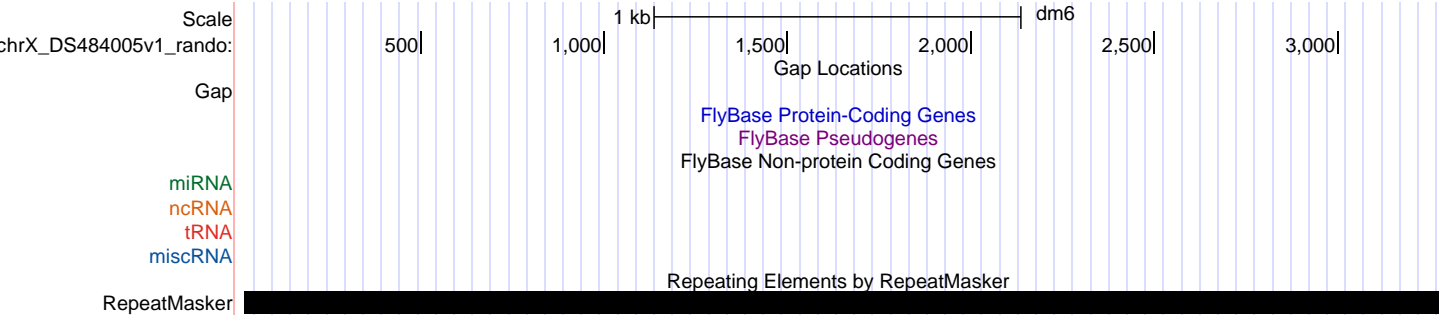 Scale 1 kb dm6
chrX_DS484005v1_rando: 500 1,000 1,500 2,000 2,500 3,000
Gap Locations
Gap
FlyBase Protein-Coding Genes
FlyBase Pseudogenes
FlyBase Non-protein Coding Genes
miRNA
ncRNA
tRNA
miscRNA
Repeating Elements by RepeatMasker
RepeatMasker